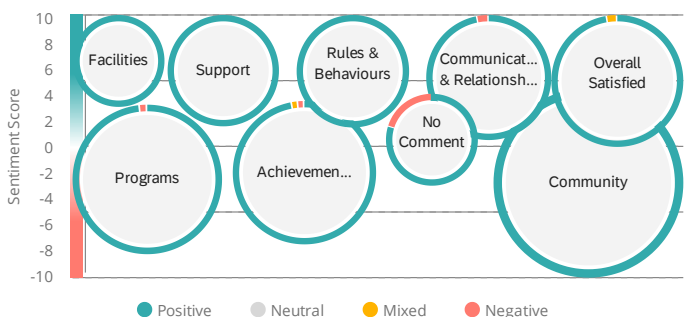 Sentiment Score
10
8
6
4
2
0
-2
-4
-6
-8
-10
Facilities
Support
Rules &
Behaviours
Communicat...
& Relationsh...
Overall
Satisfied
No
Comment
Programs
Achievemen...
Community
Positive
Neutral
Mixed
Negative